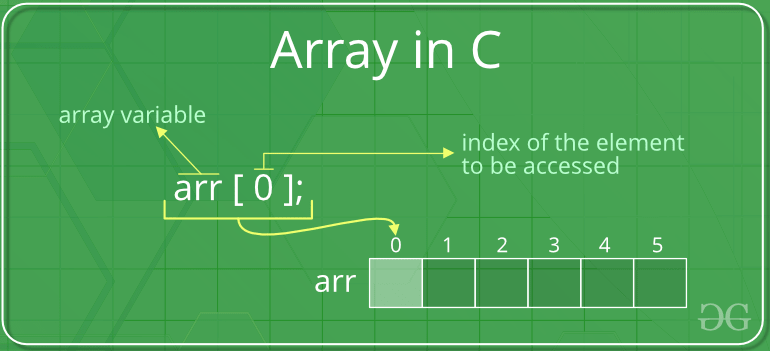 Array in C
array variable
index of the element
to be accessed
arr [ 0 ];
0 1 2 3 4 5
arr